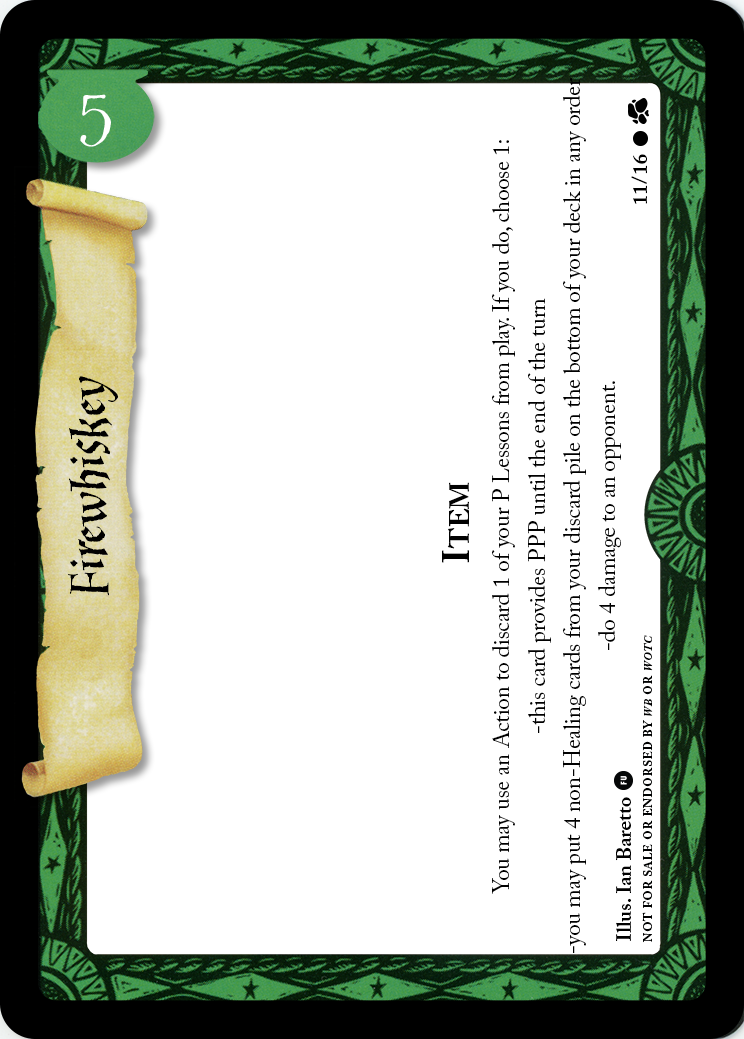 5
Firewhiskey
ITEM
You may use an Action to discard 1 of your P Lessons from play. If you do, choose 1:
-this card provides PPP until the end of the turn
-you may put 4 non-Healing cards from your discard pile on the bottom of your deck in any order
-do 4 damage to an opponent.
Illus. Ian Baretto FU
NOT FOR SALE OR ENDORSED BY WB OR WOTC
11/16